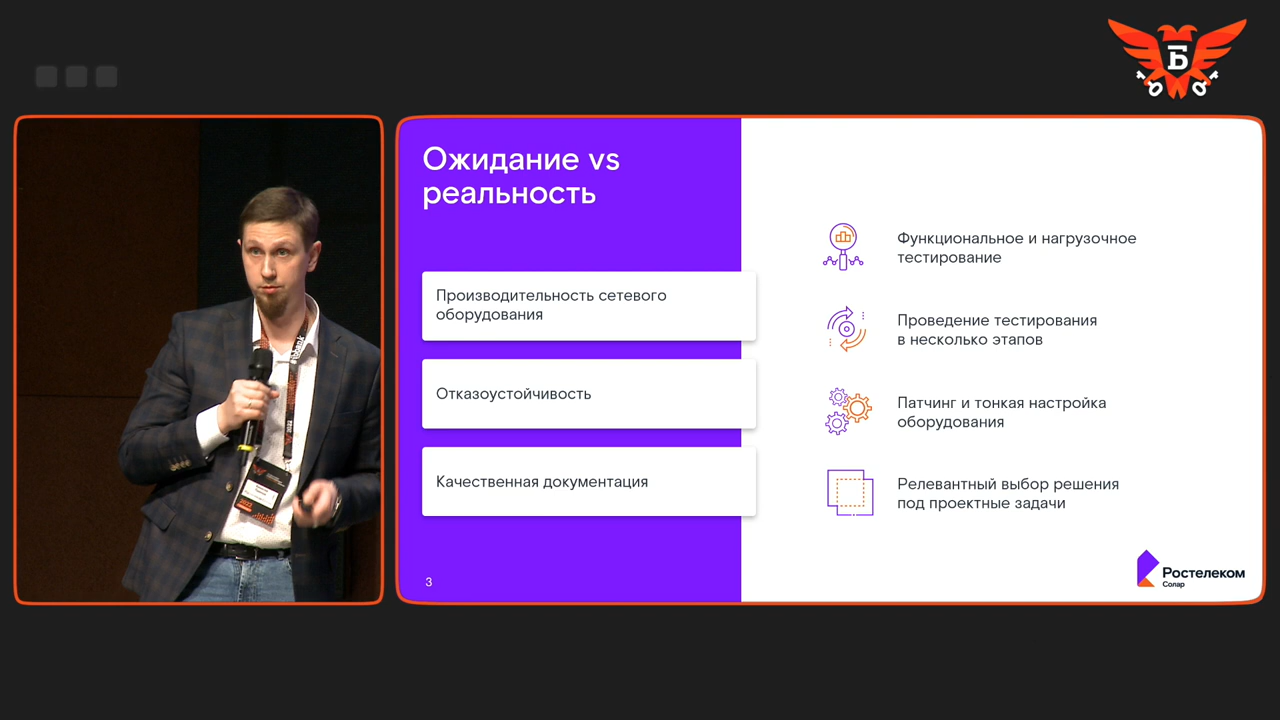 Б
Ожидание vs
реальность
Производительность сетевого
оборудования
Отказоустойчивость
Качественная документация
3
Функциональное и нагрузочное
тестирование
Проведение тестирования
в несколько этапов
Патчинг и тонкая настройка
оборудования
Релевантный выбор решения
под проектные задачи
Ростелеком
Солар